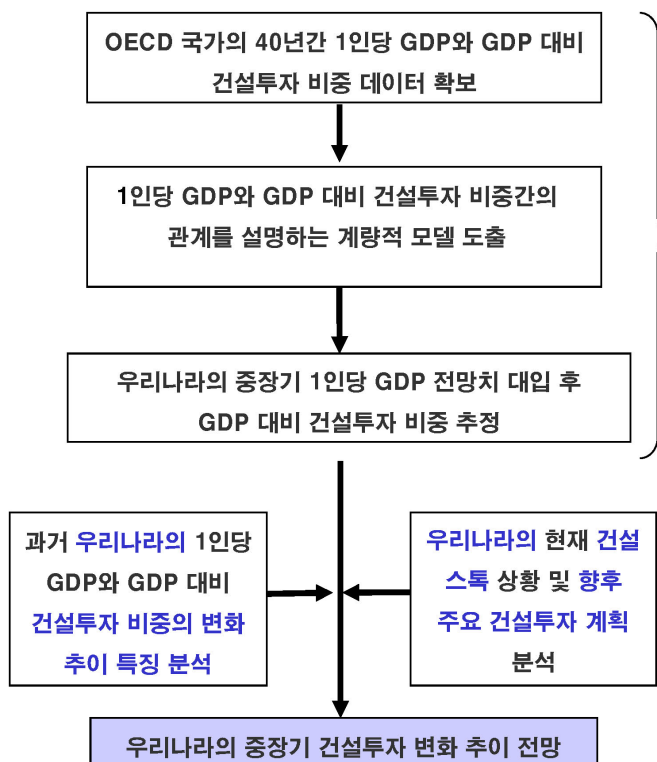 OECD 국가의 40년간 1인당 GDP와 GDP 대비
건설투자 비중 데이터 확보
1인당 GDP와 GDP 대비 건설투자 비중간의
관계를 설명하는 계량적 모델 도출
우리나라의 중장기 1인당 GDP 전망치 대입 후
GDP 대비 건설투자 비중 추정
과거 우리나라의 1인당
GDP와 GDP 대비
건설투자 비중의 변화
추이 특징 분석
우리나라의 현재 건설
스톡 상황 및 향후
주요 건설투자 계획
분석
우리나라의 중장기 건설투자 변화 추이 전망